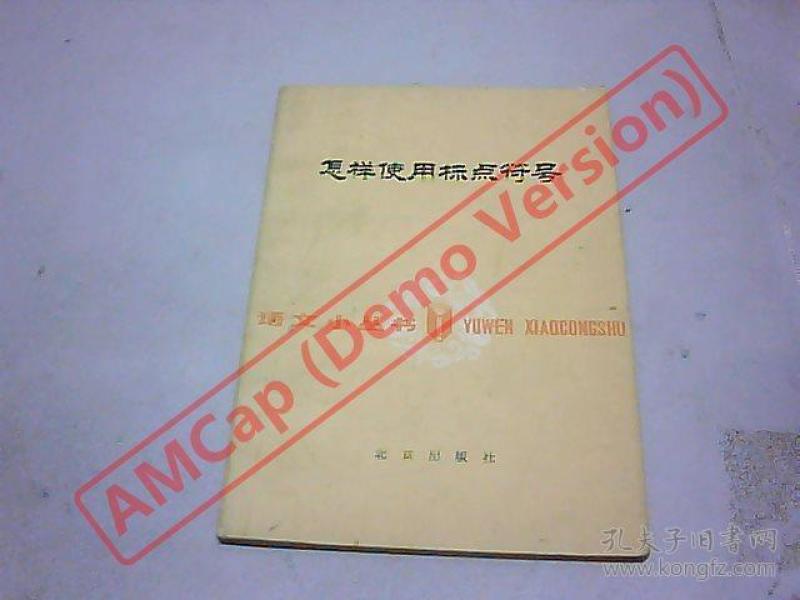 怎样使用标点符号
语文小丛书 YUWEN XIAOCONGSHU
北京出版社
AMCap (Demo Version)
孔夫子旧书网
www.kongfz.com